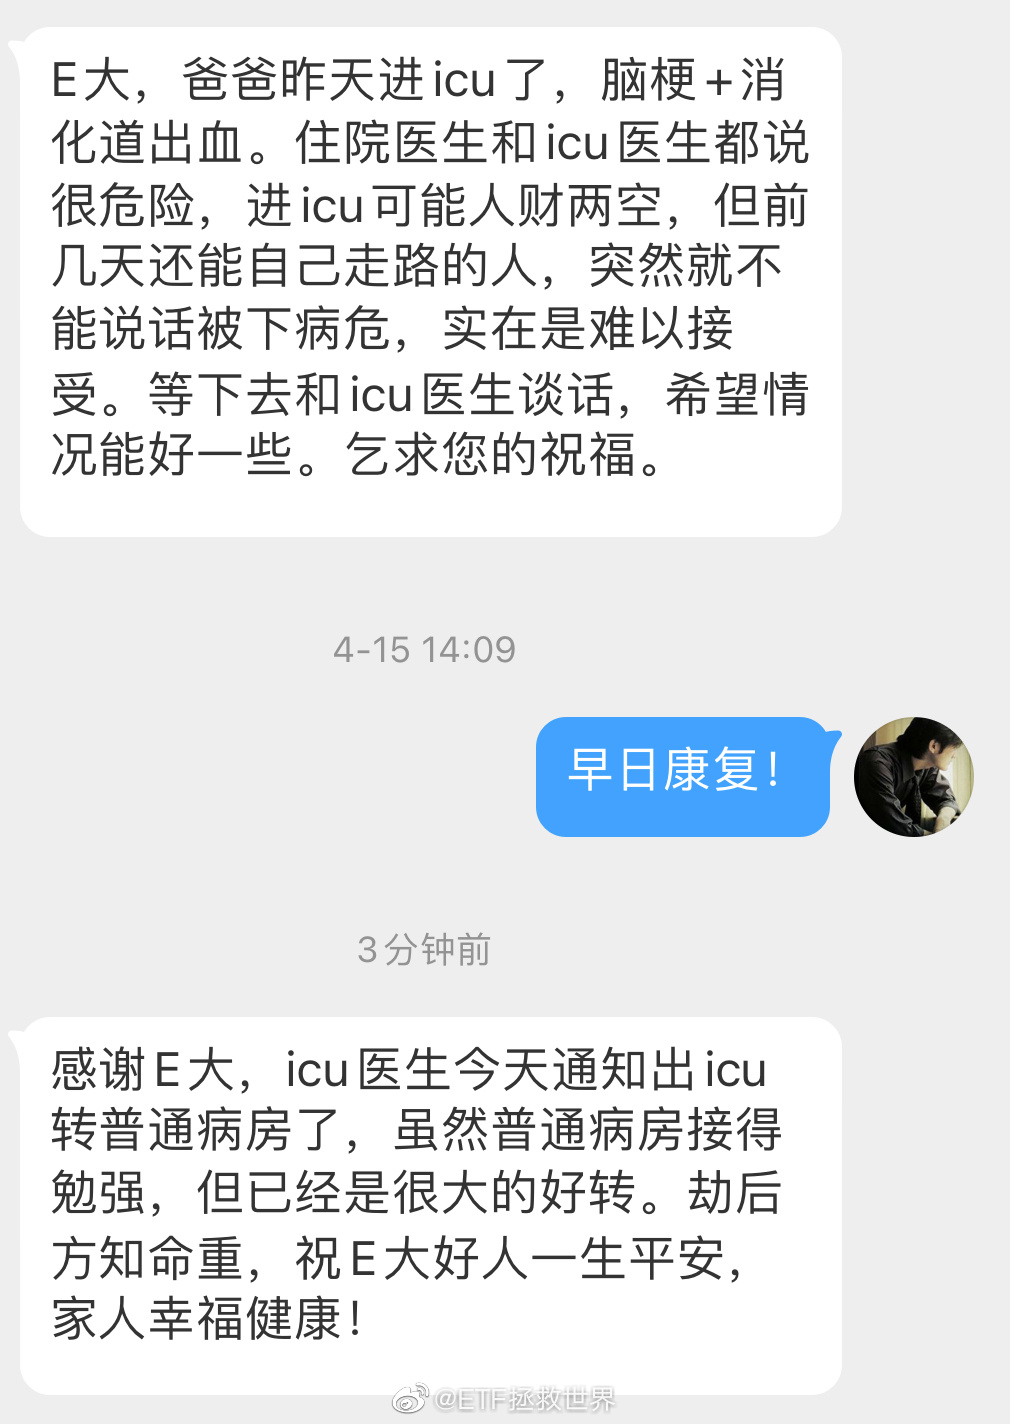 E大，爸爸昨天进icu了，脑梗+消
化道出血。住院医生和icu医生都说
很危险，进icu可能人财两空，但前
几天还能自己走路的人，突然就不
能说话被下病危，实在是难以接
受。等下去和icu医生谈话，希望情
况能好一些。乞求您的祝福。
4-15 14:09
早日康复！
3分钟前
感谢E大，icu医生今天通知出icu
转普通病房了，虽然普通病房接得
勉强，但已经是很大的好转。劫后
方知命重，祝E大好人一生平安，
家人幸福健康！
@ETF拯救世界